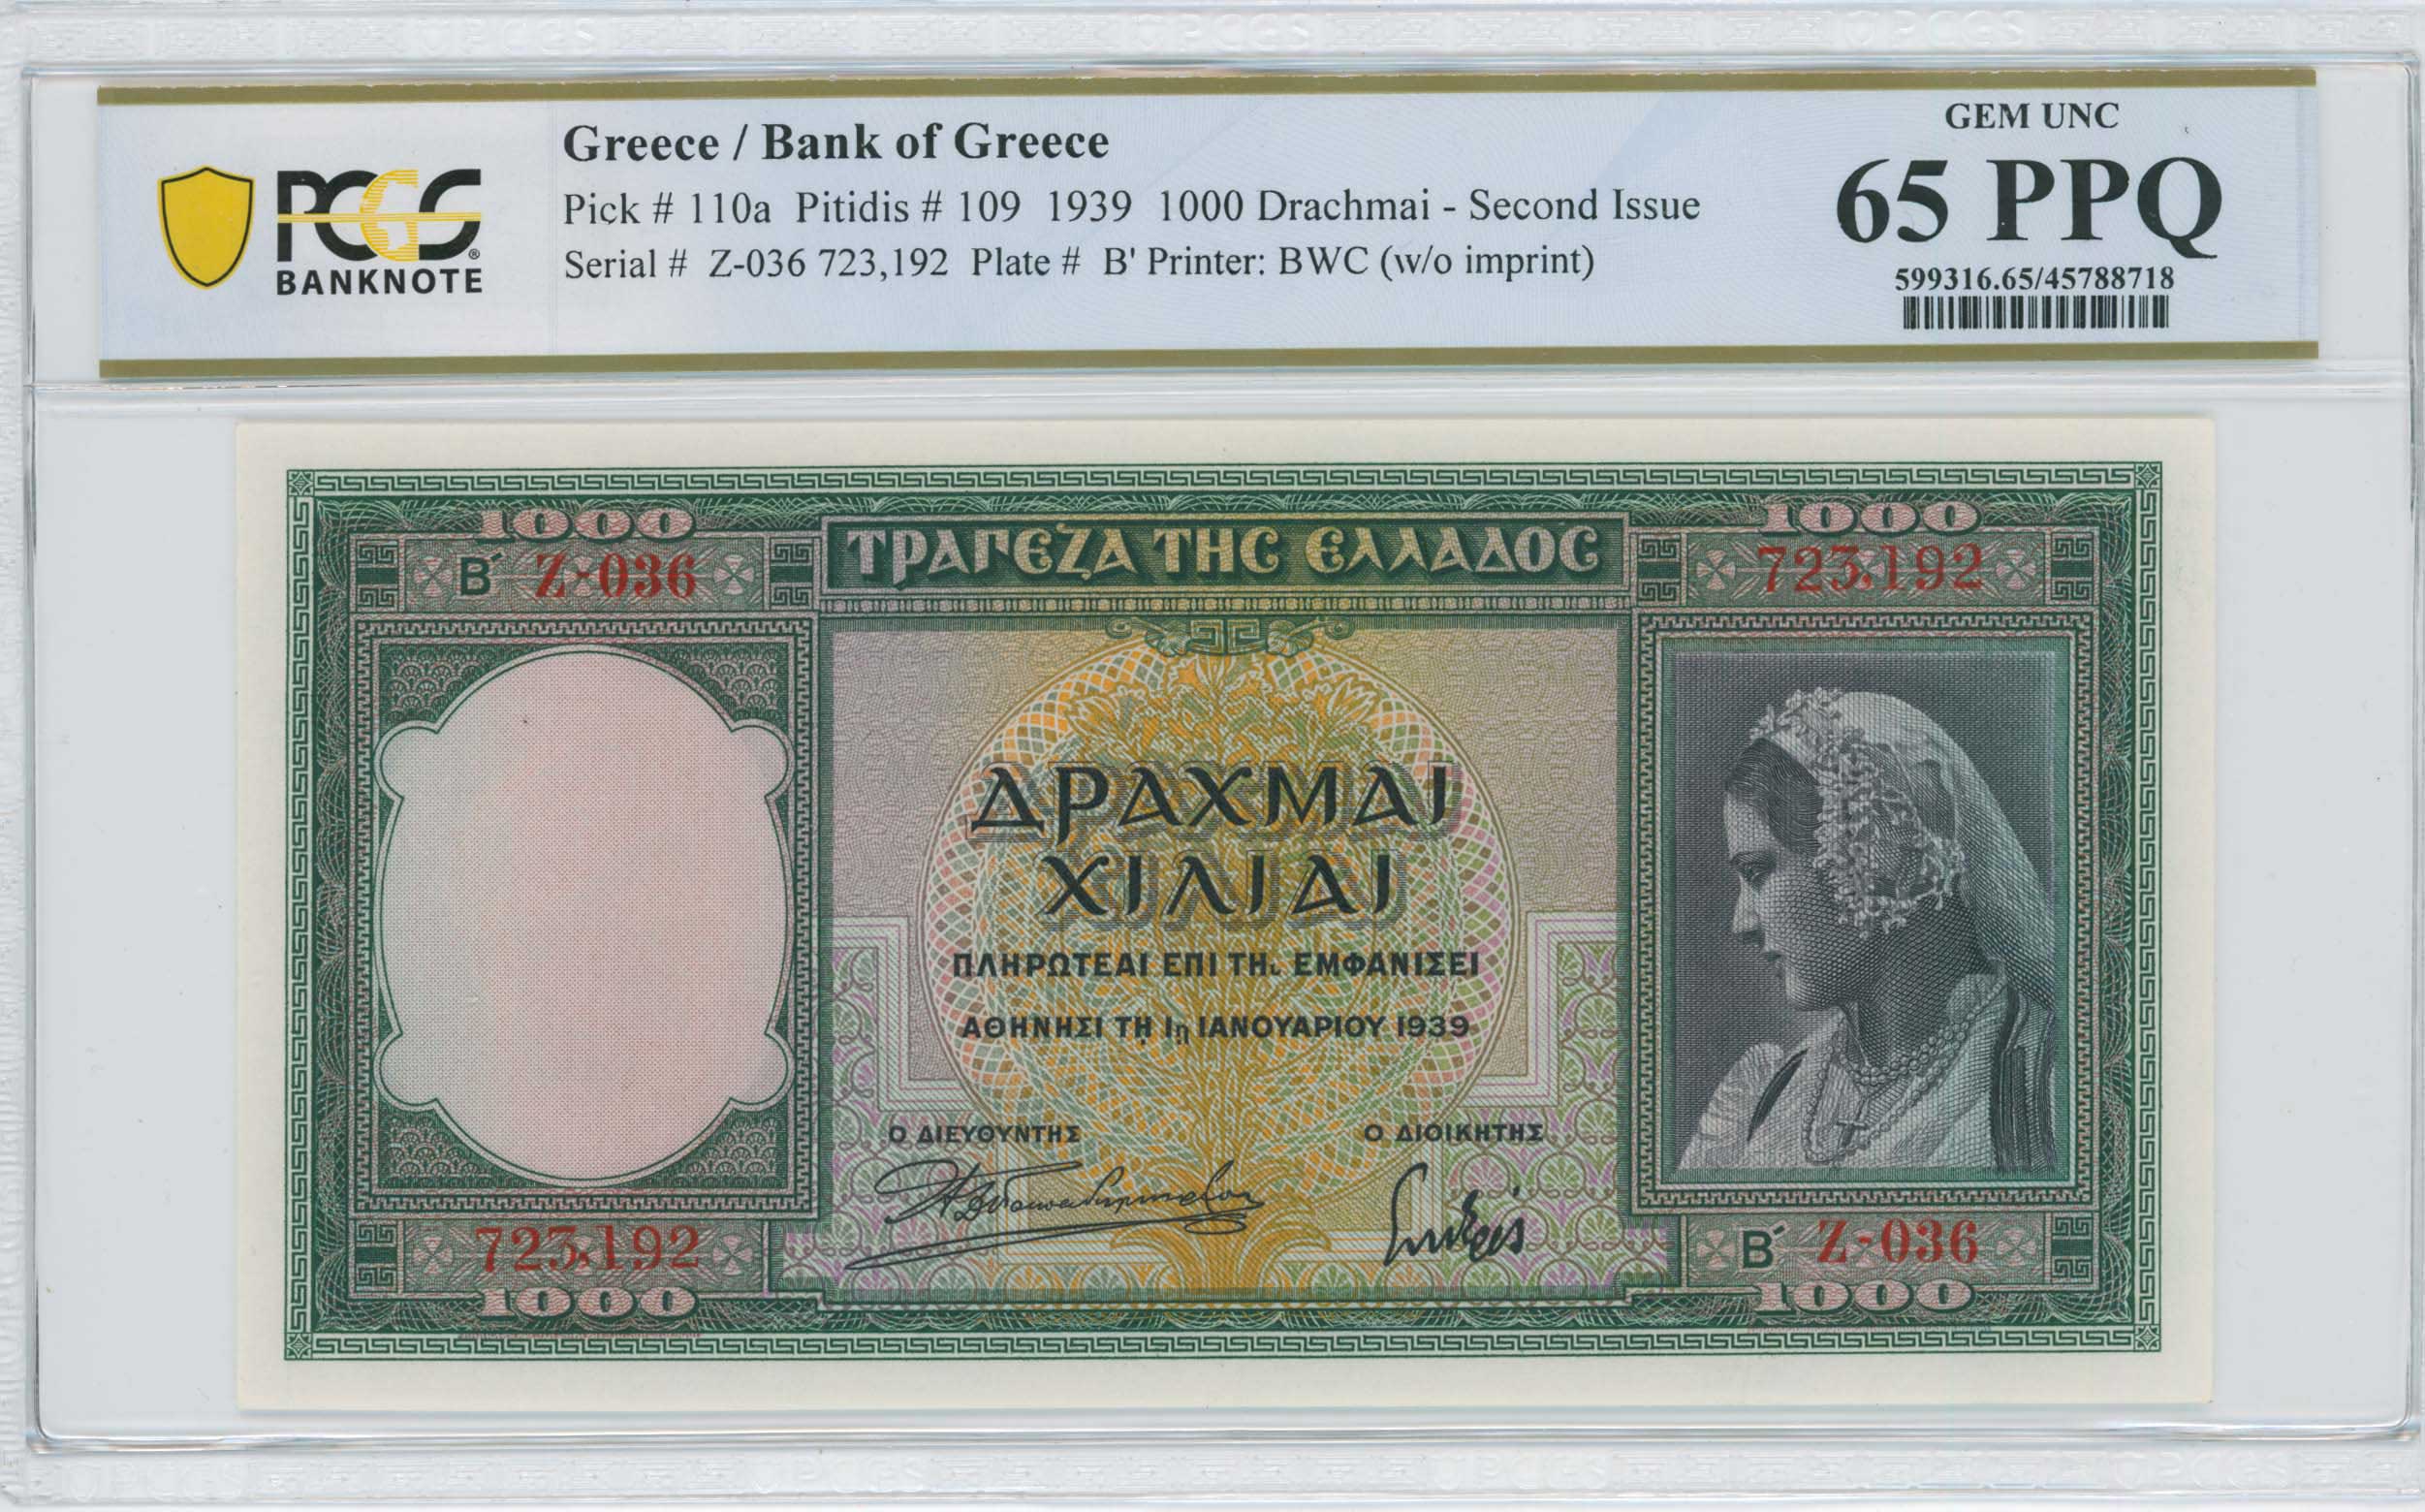 Greece / Bank of Greece
Pick # 110a Pitidis # 109 1939 1000 Drachmai - Second Issue
Serial # Z-036 723,192 Plate # B' Printer: BWC (w/o imprint)
PCGS
BANKNOTE
GEM UNC
65 PPQ
599316.65/45788718
1000
Β΄ Ζ-036
ΤΡΑΠΕΖΑ ΤΗΣ ΕΛΛΑΔΟΣ
1000
723,192
ΔΡΑΧΜΑΙ
ΧΙΛΙΑΙ
ΠΛΗΡΩΤΕΑΙ ΕΠΙ ΤΗι ΕΜΦΑΝΙΣΕΙ
ΑΘΗΝΗΣΙ ΤΗ 1η ΙΑΝΟΥΑΡΙΟΥ 1939
Ο ΔΙΕΥΘΥΝΤΗΣ
Ο ΔΙΟΙΚΗΤΗΣ
723,192
1000
Β΄ Ζ-036
1000